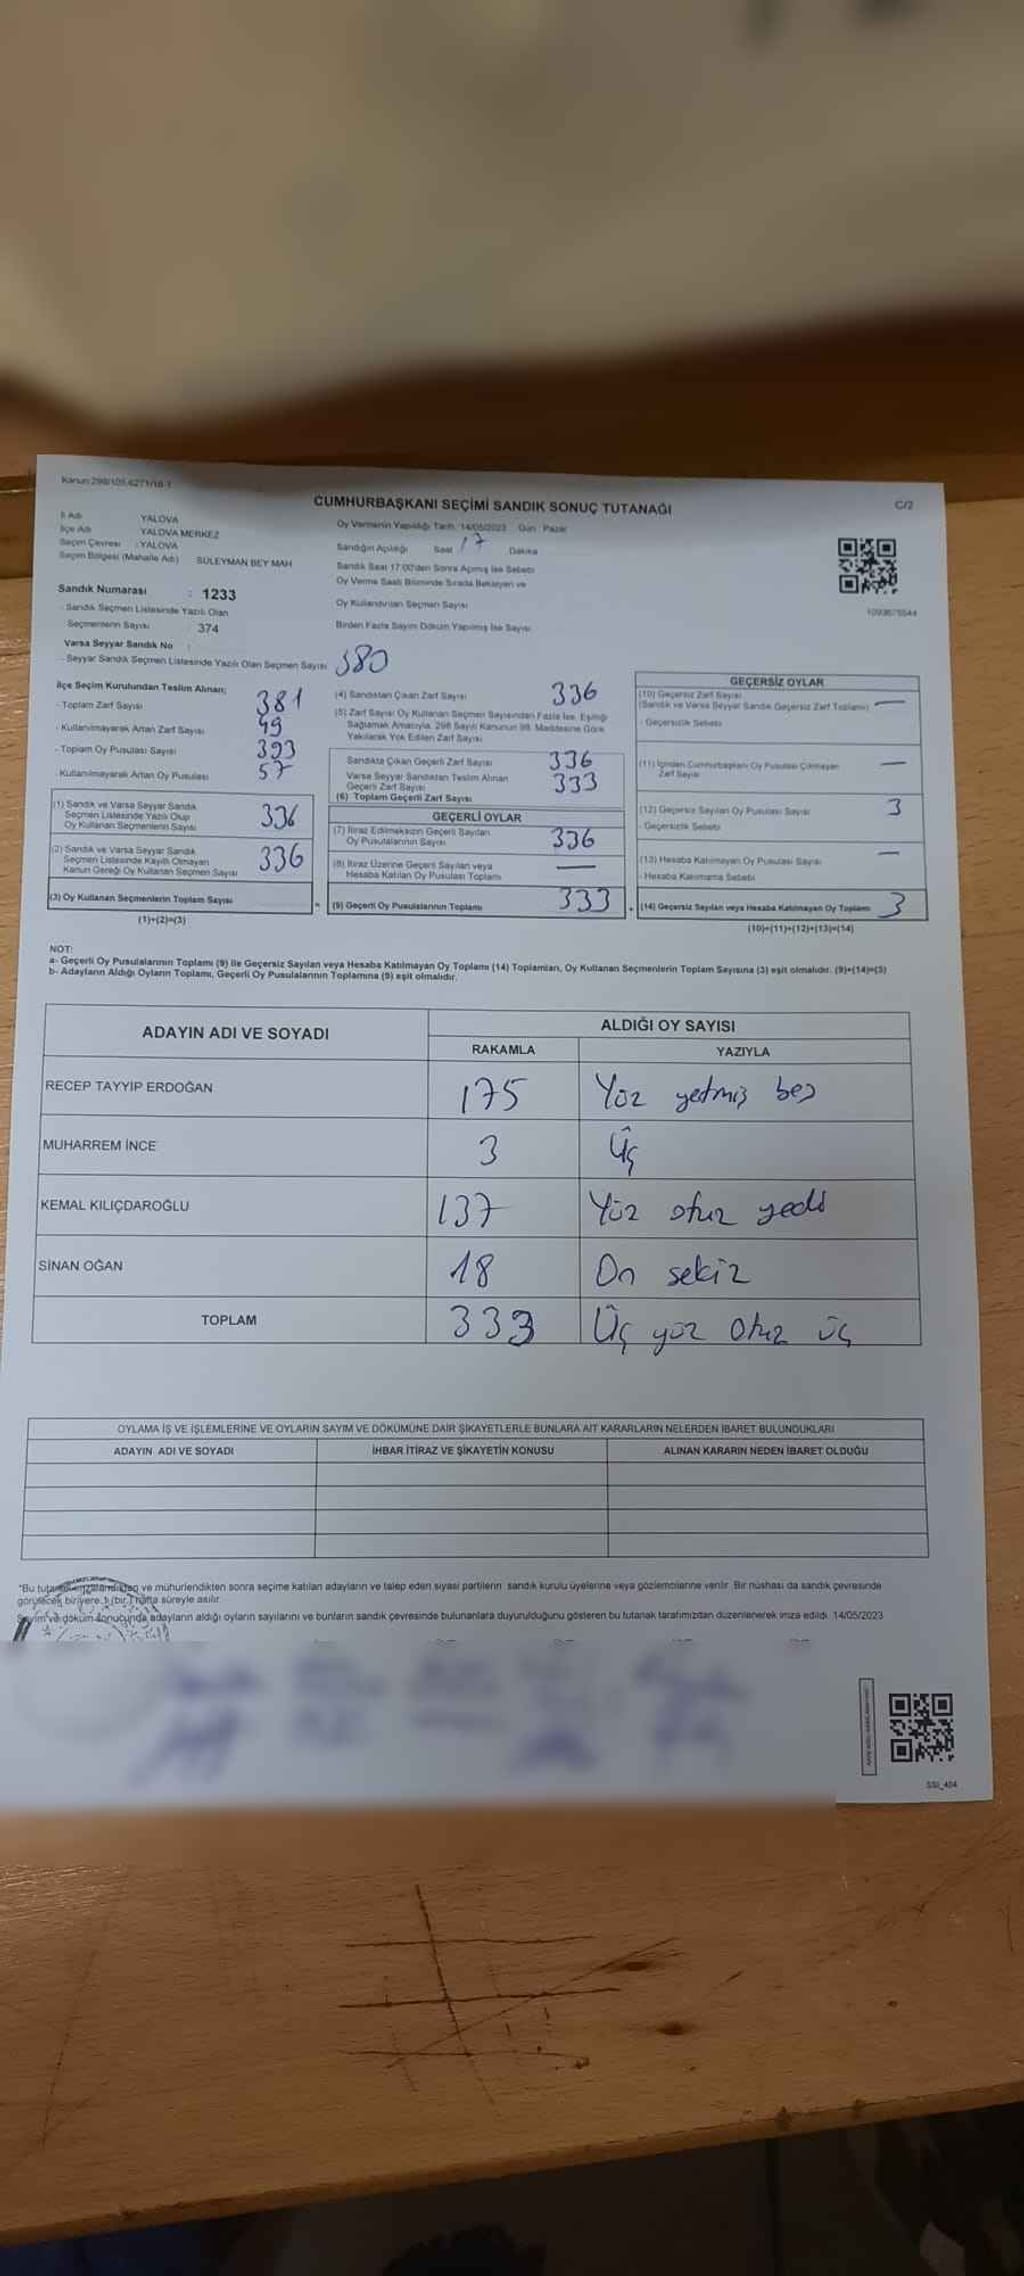 Kanun:298/105,6271/18-1
CUMHURBAŞKANI SEÇİMİ SANDIK SONUÇ TUTANAĞI
C/2
İl Adı YALOVA
İlçe Adı YALOVA MERKEZ
Seçim Çevresi : YALOVA
Seçim Bölgesi (Mahalle Adı) SÜLEYMAN BEY MAH
Sandık Numarası : 1233
- Sandık Seçmen Listesinde Yazılı Olan
Seçmenlerin Sayısı : 374
Varsa Seyyar Sandık No :
- Seyyar Sandık Seçmen Listesinde Yazılı Olan Seçmen Sayısı 380
Oy Vermenin Yapıldığı Tarih: 14/05/2023 Gün : Pazar
Sandığın Açıldığı Saat 17 Dakika
Sandık Saat 17:00'den Sonra Açılmış İse Sebebi
Oy Verme Saati Bitiminde Sırada Bekleyen ve
Oy Kullandırılan Seçmen Sayısı
Birden Fazla Sayım Döküm Yapılmış İse Sayısı
İlçe Seçim Kurulundan Teslim Alınan;
- Toplam Zarf Sayısı 381
- Kullanılmayarak Artan Zarf Sayısı 49
- Toplam Oy Pusulası Sayısı 393
- Kullanılmayarak Artan Oy Pusulası 57
(1) Sandık ve Varsa Seyyar Sandık
Seçmen Listesinde Yazılı Olup
Oy Kullanan Seçmenlerin Sayısı 336
(2) Sandık ve Varsa Seyyar Sandık
Seçmen Listesinde Kayıtlı Olmayan
Kanun Gereği Oy Kullanan Seçmen Sayısı 336
(3) Oy Kullanan Seçmenlerin Toplam Sayısı
(1)+(2)=(3)
(4) Sandıktan Çıkan Zarf Sayısı 336
(5) Zarf Sayısı Oy Kullanan Seçmen Sayısından Fazla İse, Eşitliği
Sağlamak Amacıyla, 298 Sayılı Kanunun 98. Maddesine Göre
Yakılarak Yok Edilen Zarf Sayısı
Sandıkta Çıkan Geçerli Zarf Sayısı 336
Varsa Seyyar Sandıktan Teslim Alınan
Geçerli Zarf Sayısı 333
(6) Toplam Geçerli Zarf Sayısı
GEÇERLİ OYLAR
(7) İtiraz Edilmeksizin Geçerli Sayılan
Oy Pusulalarının Sayısı 336
(8) İtiraz Üzerine Geçerli Sayılan veya
Hesaba Katılan Oy Pusulası Toplamı —
(9) Geçerli Oy Pusulalarının Toplamı 333
GEÇERSİZ OYLAR
(10) Geçersiz Zarf Sayısı
(Sandık ve Varsa Seyyar Sandık Geçersiz Zarf Toplamı) —
- Geçersizlik Sebebi
(11) İçinden Cumhurbaşkanı Oy Pusulası Çıkmayan
Zarf Sayısı —
(12) Geçersiz Sayılan Oy Pusulası Sayısı 3
- Geçersizlik Sebebi
(13) Hesaba Katılmayan Oy Pusulası Sayısı —
- Hesaba Katılmama Sebebi
(14) Geçersiz Sayılan veya Hesaba Katılmayan Oy Toplamı 3
(10)+(11)+(12)+(13)=(14)
NOT:
a- Geçerli Oy Pusulalarının Toplamı (9) ile Geçersiz Sayılan veya Hesaba Katılmayan Oy Toplamı (14) Toplamları, Oy Kullanan Seçmenlerin Toplam Sayısına (3) eşit olmalıdır. (9)+(14)=(3)
b- Adayların Aldığı Oyların Toplamı, Geçerli Oy Pusulalarının Toplamına (9) eşit olmalıdır.
ADAYIN ADI VE SOYADI
ALDIĞI OY SAYISI
RAKAMLA YAZIYLA
RECEP TAYYİP ERDOĞAN 175 Yüz yetmiş beş
MUHARREM İNCE 3 Üç
KEMAL KILIÇDAROĞLU 137 Yüz otuz yedi
SİNAN OĞAN 18 On sekiz
TOPLAM 333 Üç yüz otuz üç
OYLAMA İŞ VE İŞLEMLERİNE VE OYLARIN SAYIM VE DÖKÜMÜNE DAİR ŞİKAYETLERLE BUNLARA AİT KARARLARIN NELERDEN İBARET BULUNDUKLARI
ADAYIN ADI VE SOYADI İHBAR İTİRAZ VE ŞİKAYETİN KONUSU ALINAN KARARIN NEDEN İBARET OLDUĞU
"Bu ve mühürlendikten sonra seçime katılan adayların ve talep eden siyasi partilerin sandık kurulu üyelerine veya gözlemcilerine verilir. Bir nüshası da sandık çevresinde
görülecek bir yere 1 (bir) hafta süreyle asılır.
Sayım ve döküm sonucunda adayların aldığı oyların sayılarını ve bunların sandık çevresinde bulunanlara duyurulduğunu gösteren bu tutanak tarafımızdan düzenlenerek imza edildi. 14/05/2023